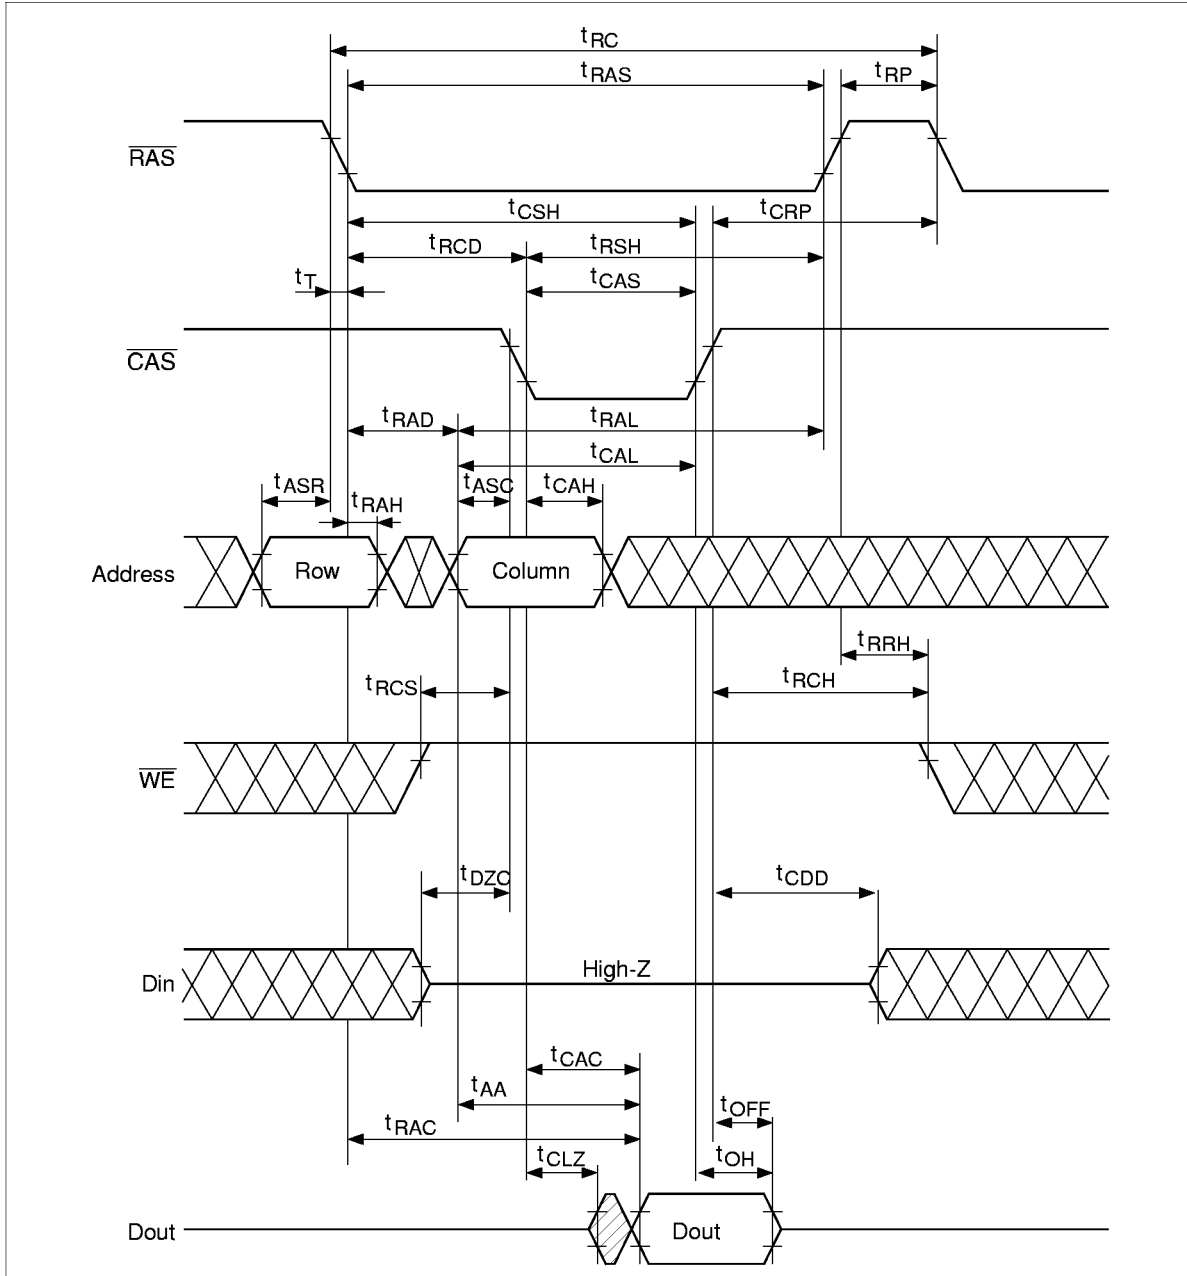 tRC
tRAS
tRP
RAS
tCSH
tCRP
tRCD
tRSH
tT
tCAS
CAS
tRAD
tRAL
tCAL
tASR
tASC
tCAH
tRAH
Address
Row
Column
tRRH
tRCS
tRCH
WE
tDZC
tCDD
Din
High-Z
tCAC
tAA
tOFF
tRAC
tCLZ
tOH
Dout
Dout